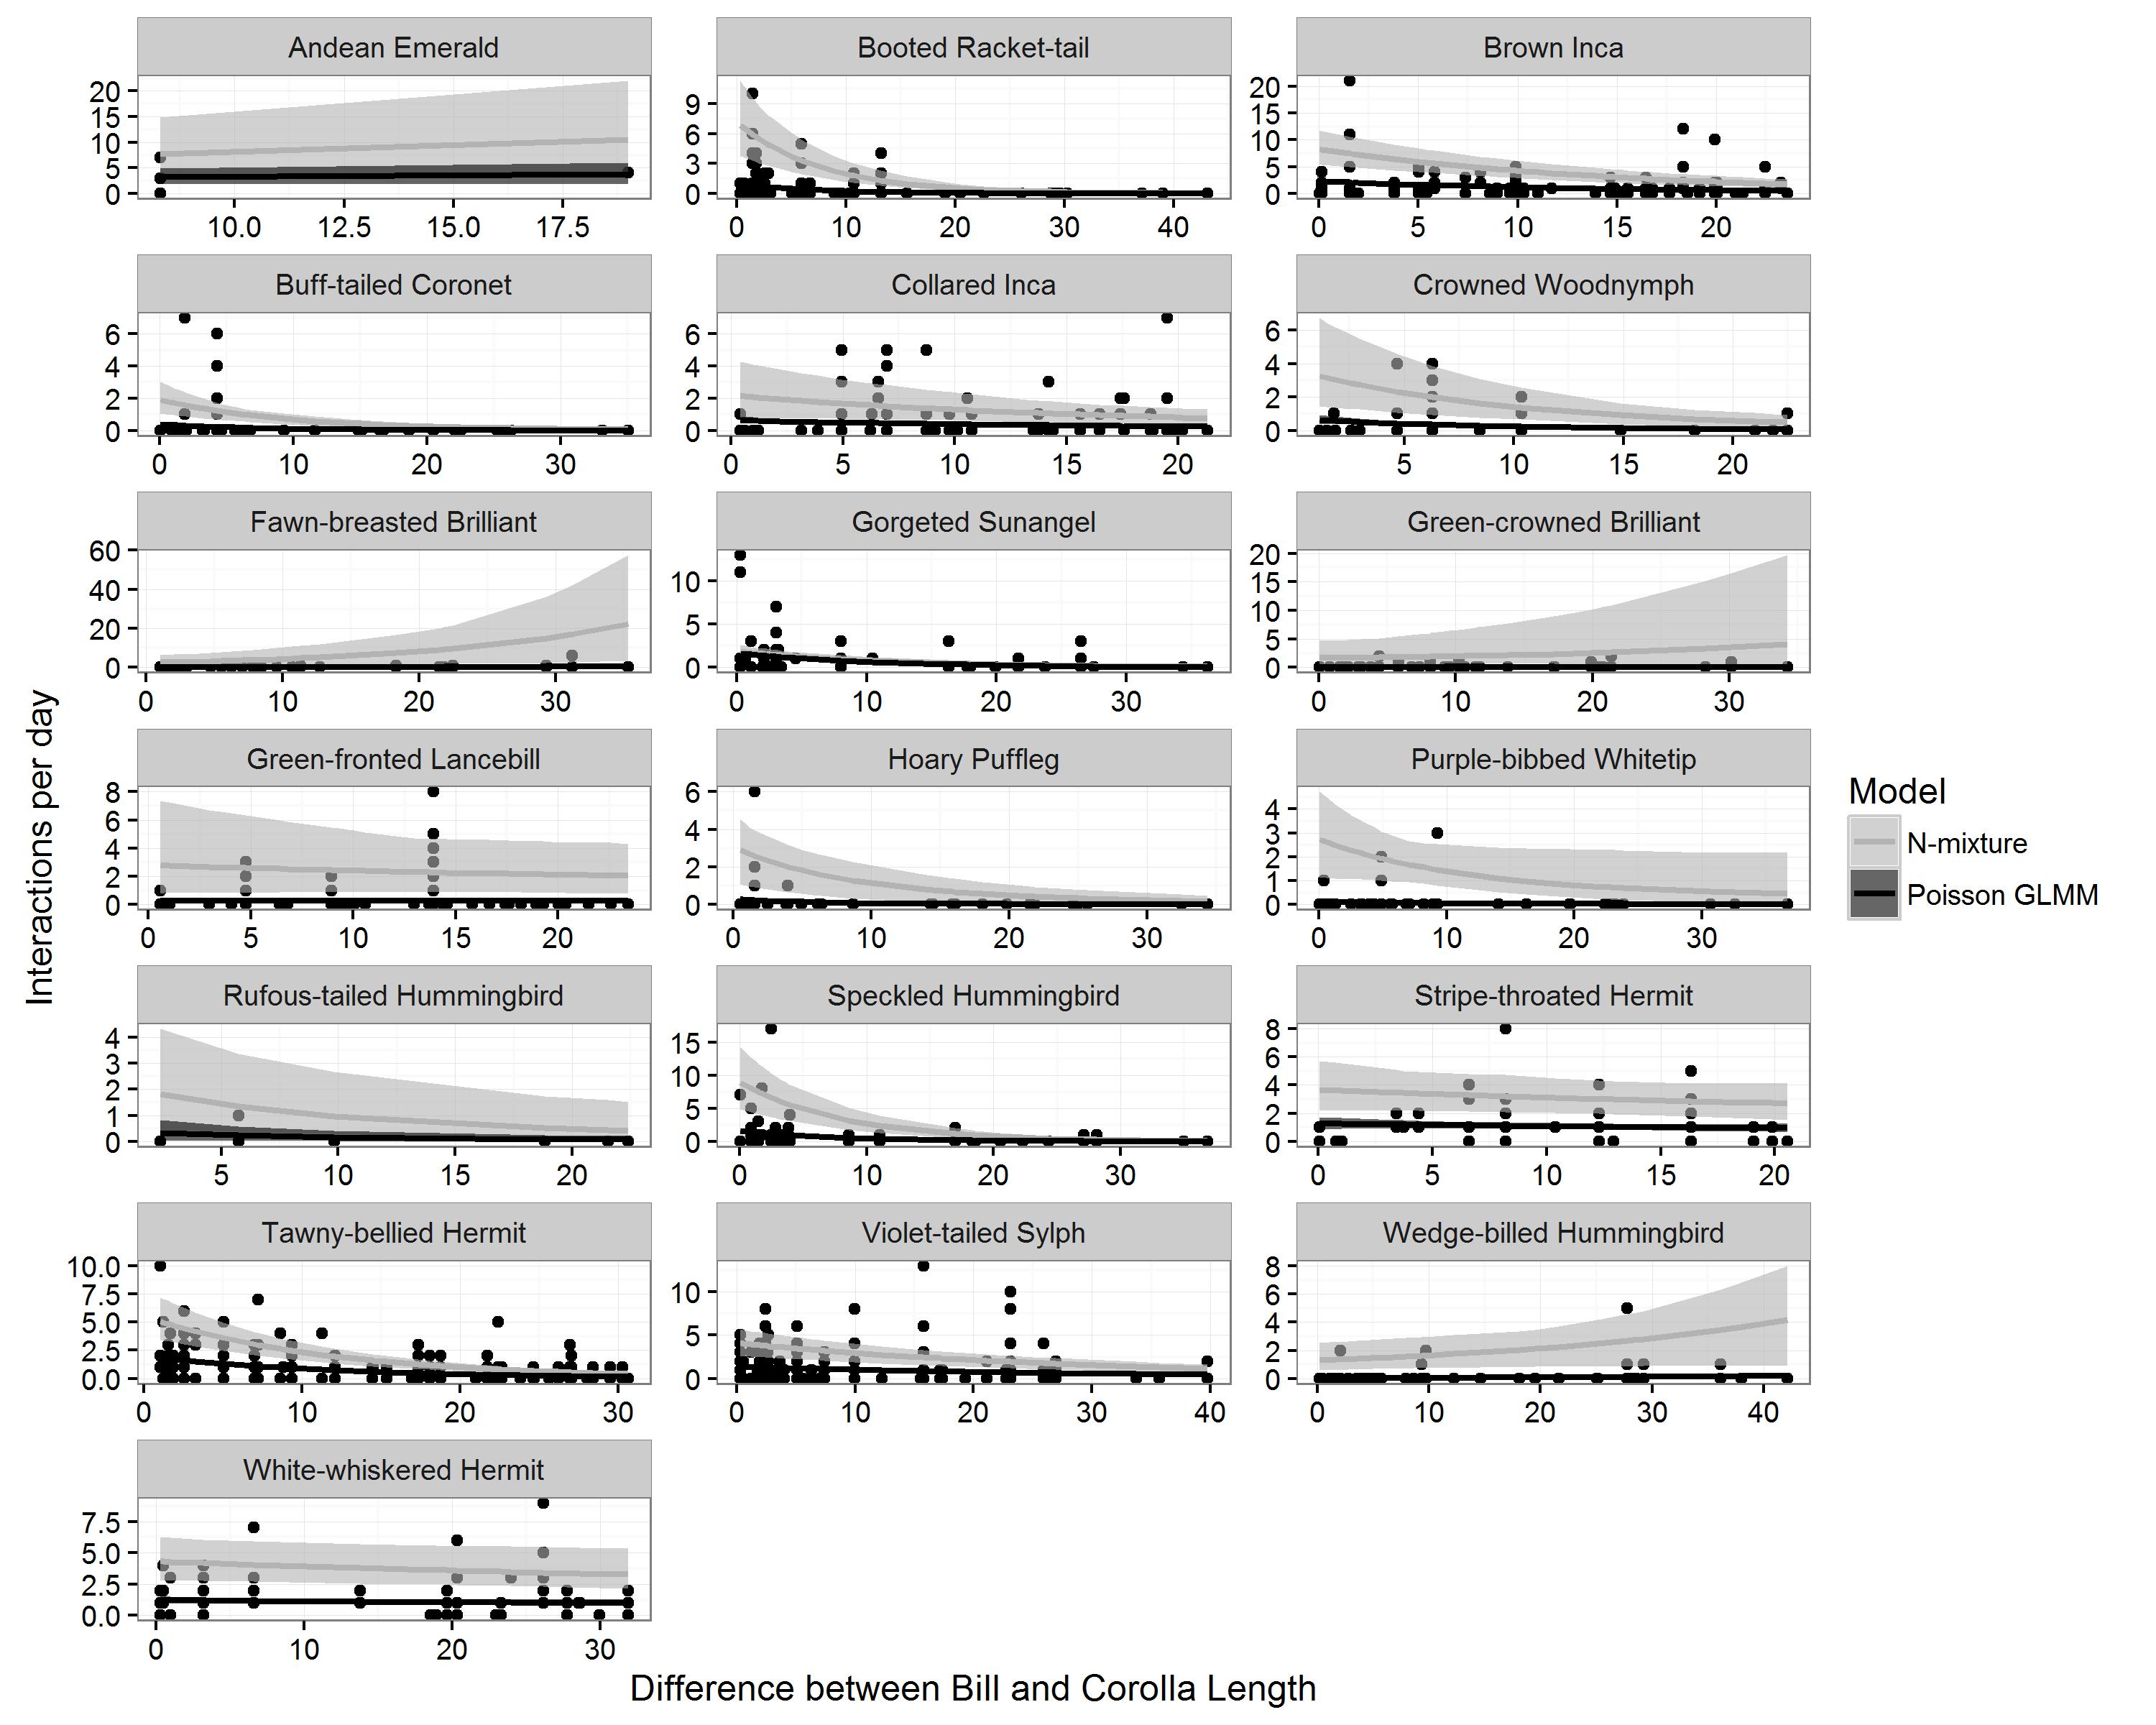 Andean Emerald
Booted Racket-tail
Brown Inca
20
15
10
5
0
10.0 12.5 15.0 17.5
9
6
3
0
0 10 20 30 40
20
15
10
5
0
0 5 10 15 20
Buff-tailed Coronet
Collared Inca
Crowned Woodnymph
6
4
2
0
0 10 20 30
6
4
2
0
0 5 10 15 20
6
4
2
0
5 10 15 20
Fawn-breasted Brilliant
Gorgeted Sunangel
Green-crowned Brilliant
60
40
20
0
0 10 20 30
10
5
0
0 10 20 30
20
15
10
5
0
0 10 20 30
Green-fronted Lancebill
Hoary Puffleg
Purple-bibbed Whitetip
8
6
4
2
0
0 5 10 15 20
6
4
2
0
0 10 20 30
4
3
2
1
0
0 10 20 30
Rufous-tailed Hummingbird
Speckled Hummingbird
Stripe-throated Hermit
4
3
2
1
0
5 10 15 20
15
10
5
0
0 10 20 30
8
6
4
2
0
0 5 10 15 20
Tawny-bellied Hermit
Violet-tailed Sylph
Wedge-billed Hummingbird
10.0
7.5
5.0
2.5
0.0
0 10 20 30
10
5
0
0 10 20 30 40
8
6
4
2
0
0 10 20 30 40
White-whiskered Hermit
7.5
5.0
2.5
0.0
0 10 20 30
Interactions per day
Difference between Bill and Corolla Length
Model
N-mixture
Poisson GLMM